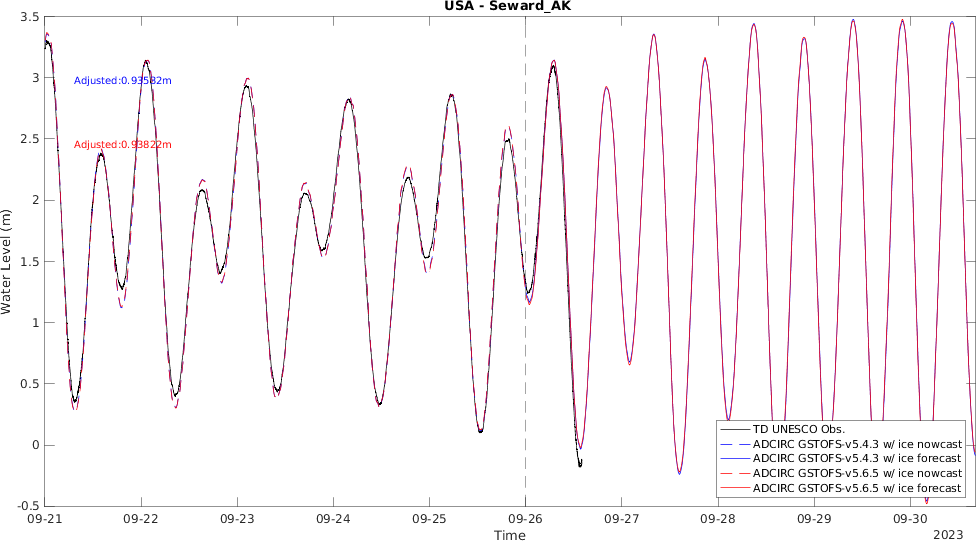 USA - Seward_AK
3.5
3
2.5
2
1.5
1
0.5
0
-0.5
Water Level (m)
Adjusted:0.93582m
Adjusted:0.93822m
TD UNESCO Obs.
ADCIRC GSTOFS-v5.4.3 w/ ice nowcast
ADCIRC GSTOFS-v5.4.3 w/ ice forecast
ADCIRC GSTOFS-v5.6.5 w/ ice nowcast
ADCIRC GSTOFS-v5.6.5 w/ ice forecast
09-21 09-22 09-23 09-24 09-25 09-26 09-27 09-28 09-29 09-30
Time
2023